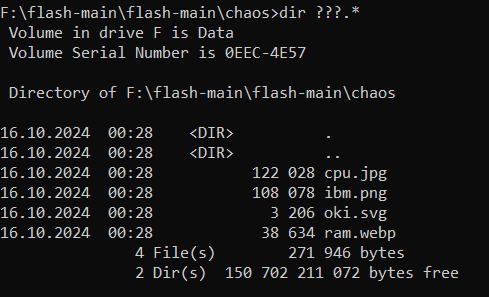 F:\flash-main\flash-main\chaos>dir ???.*
 Volume in drive F is Data
 Volume Serial Number is 0EEC-4E57

 Directory of F:\flash-main\flash-main\chaos

16.10.2024  00:28    <DIR>          .
16.10.2024  00:28    <DIR>          ..
16.10.2024  00:28           122 028 cpu.jpg
16.10.2024  00:28           108 078 ibm.png
16.10.2024  00:28             3 206 oki.svg
16.10.2024  00:28            38 634 ram.webp
               4 File(s)        271 946 bytes
               2 Dir(s)  150 702 211 072 bytes free